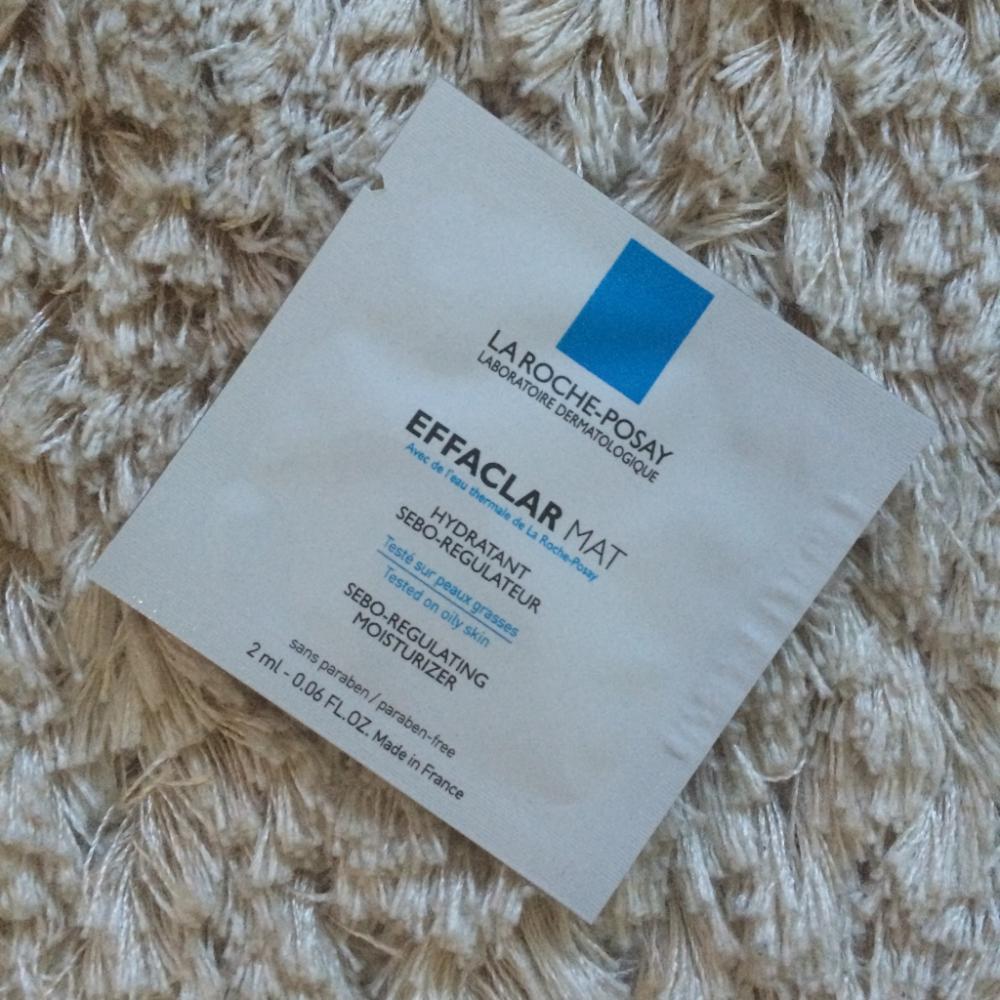 LA ROCHE-POSAY
LABORATOIRE DERMATOLOGIQUE
EFFACLAR MAT
Avec de l'eau thermale de La Roche-Posay
HYDRATANT
SEBO-REGULATEUR
Testé sur peaux grasses
Tested on oily skin
SEBO-REGULATING
MOISTURIZER
sans paraben / paraben-free
2 ml - 0.06 FL.OZ. Made in France